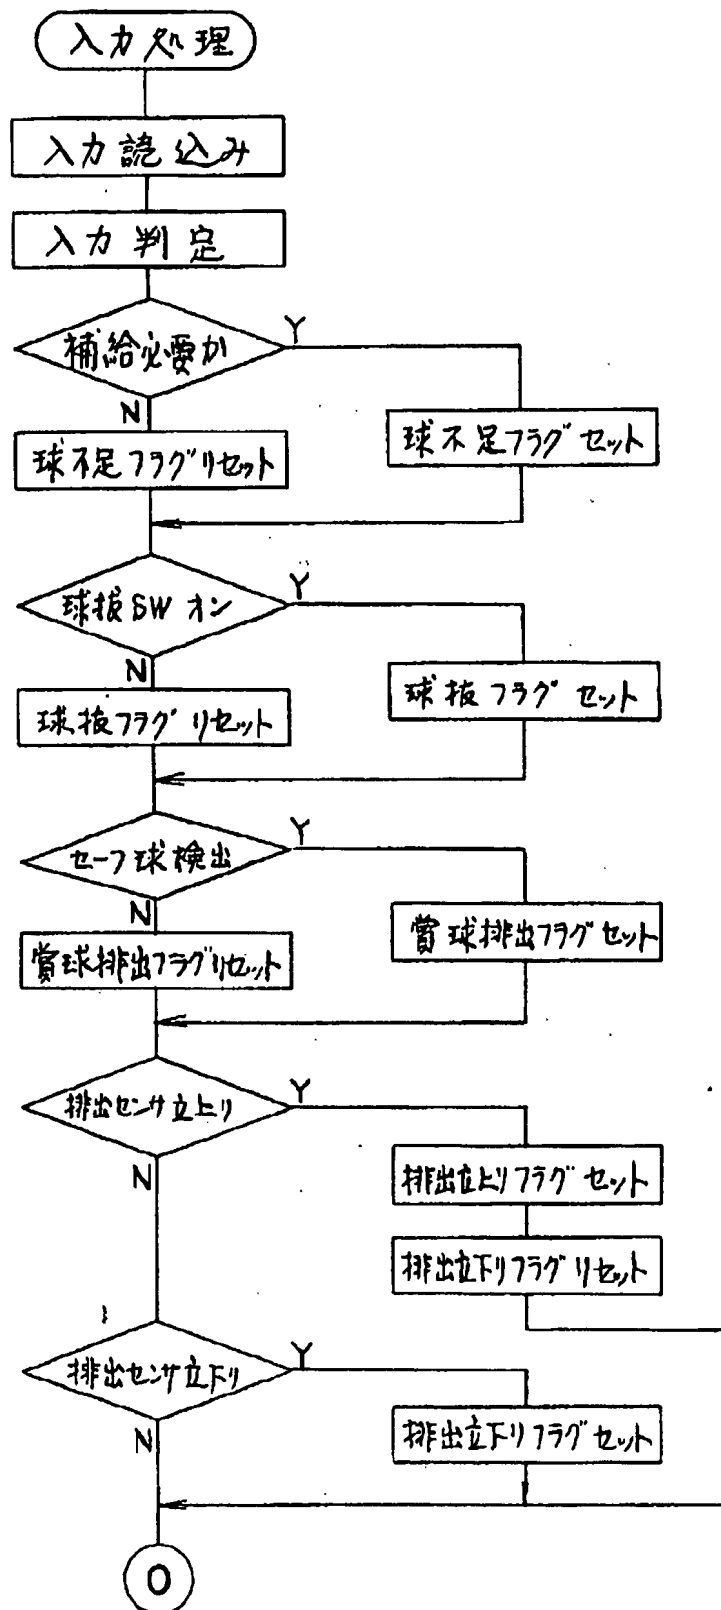 入力処理
入力読込み
入力判定
補給必要か
Y
N
球不足フラグリセット
球不足フラグセット
球抜SWオン
Y
N
球抜フラグリセット
球抜フラグセット
セーフ球検出
Y
N
賞球排出フラグリセット
賞球排出フラグセット
排出センサ立上り
Y
N
排出立上りフラグセット
排出立下りフラグリセット
排出センサ立下り
Y
N
排出立下りフラグセット
O